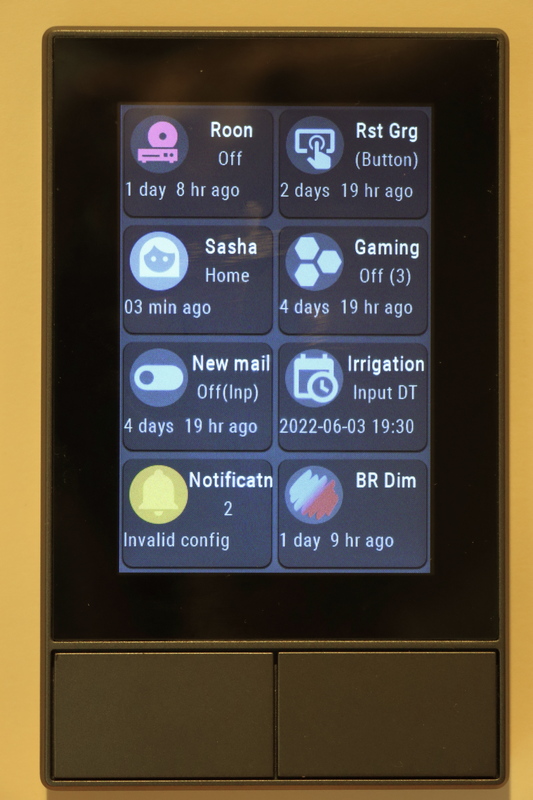 Roon
Off
1 day 8 hr ago
Rst Grg
(Button)
2 days 19 hr ago
Sasha
Home
03 min ago
Gaming
Off (3)
4 days 19 hr ago
New mail
Off(Inp)
4 days 19 hr ago
Irrigation
Input DT
2022-06-03 19:30
Notificatn
2
Invalid config
BR Dim
1 day 9 hr ago